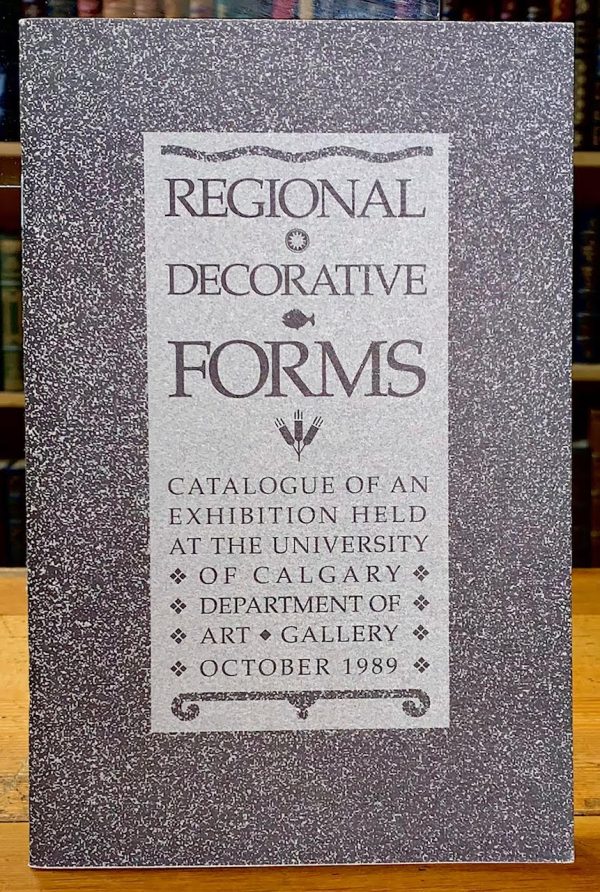 REGIONAL
DECORATIVE
FORMS
CATALOGUE OF AN
EXHIBITION HELD
AT THE UNIVERSITY
❖ OF CALGARY ❖
❖ DEPARTMENT OF ❖
❖ ART ◆ GALLERY ❖
❖ OCTOBER 1989 ❖